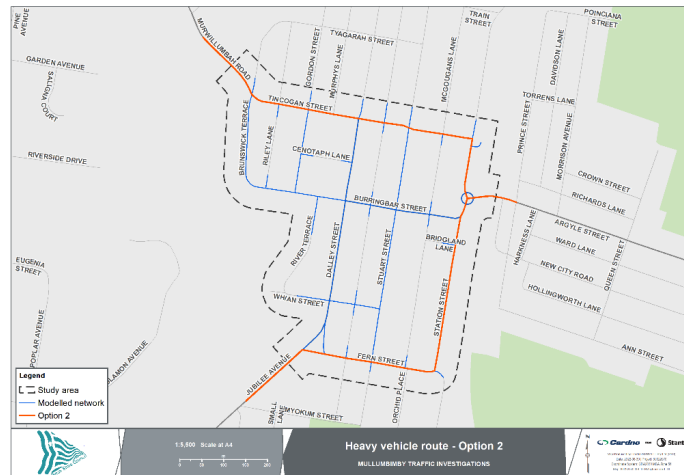 PINE
AVENUE
GARDEN AVENUE
SALIGNA
COURT
RIVERSIDE DRIVE
EUGENIA
STREET
POPLAR AVENUE
MURWILLUMBAH ROAD
GORDON STREET
MURPHYS LANE
TYAGARAH STREET
MCGOUGANS LANE
TRAIN
STREET
POINCIANA
STREET
DAVIDSON LANE
TORRENS LANE
PRINCE STREET
MORRISON AVENUE
CROWN STREET
RICHARDS LANE
TINCOGAN STREET
BRUNSWICK TERRACE
RILEY LANE
CENOTAPH LANE
BURRINGBAR STREET
ARGYLE STREET
WARD LANE
HARKNESS LANE
NEW CITY ROAD
QUEEN STREET
HOLLINGWORTH LANE
ANN STREET
BRIDGLAND
LANE
RIVER TERRACE
DALLEY STREET
STUART STREET
STATION STREET
WHIAN STREET
FERN STREET
JUBILEE AVENUE
SMALL
LANE
MYOKUM STREET
ORCHID PLACE
OLAMON AVENUE
Legend
Study area
Modelled network
Option 2
1:5,500 Scale at A4
Heavy vehicle route - Option 2
MULLUMBIMBY TRAFFIC INVESTIGATIONS
Cardno